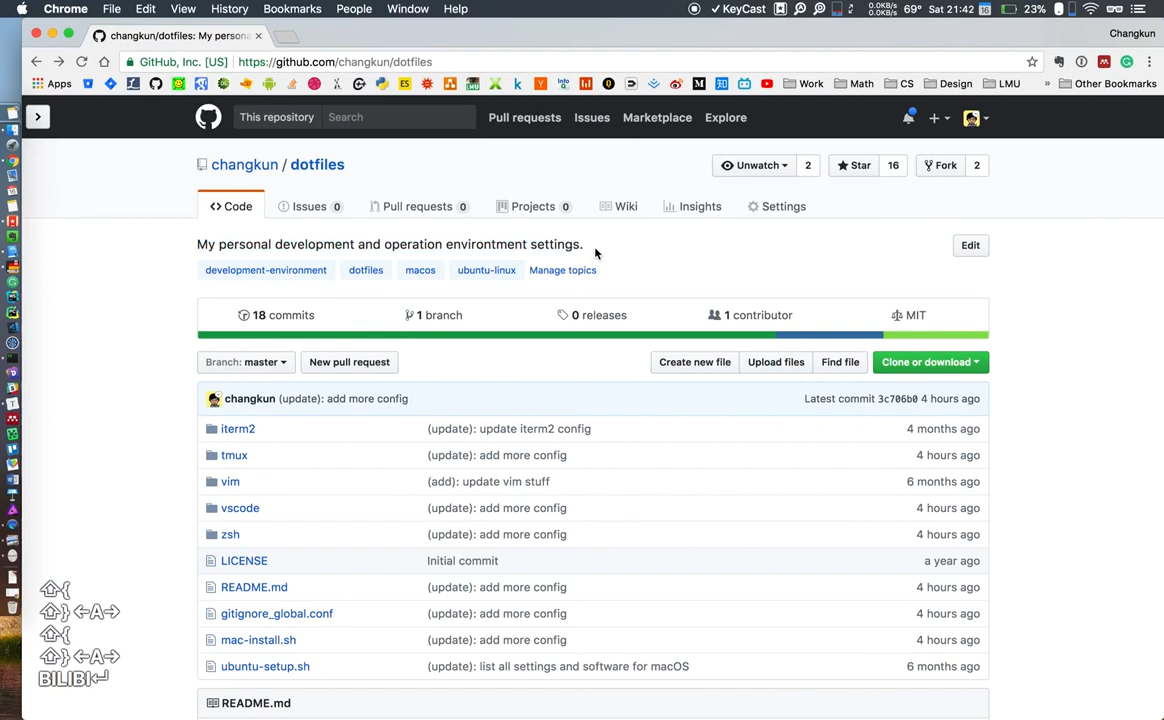 Chrome File Edit View History Bookmarks People Window Help KeyCast 0.0KB/s 0.0KB/s 69° Sat 21:42 16 23%
changkun/dotfiles: My persona Changkun
GitHub, Inc. [US] https://github.com/changkun/dotfiles
Apps Work Math CS Design LMU » Other Bookmarks
This repository Search Pull requests Issues Marketplace Explore
changkun / dotfiles Unwatch 2 Star 16 Fork 2
Code Issues 0 Pull requests 0 Projects 0 Wiki Insights Settings
My personal development and operation environtment settings. Edit
development-environment dotfiles macos ubuntu-linux Manage topics
18 commits 1 branch 0 releases 1 contributor MIT
Branch: master New pull request Create new file Upload files Find file Clone or download
changkun (update): add more config Latest commit 3c706b0 4 hours ago
iterm2 (update): update iterm2 config 4 months ago
tmux (update): add more config 4 hours ago
vim (add): update vim stuff 6 months ago
vscode (update): add more config 4 hours ago
zsh (update): add more config 4 hours ago
LICENSE Initial commit a year ago
README.md (update): add more config 4 hours ago
gitignore_global.conf (update): add more config 4 hours ago
mac-install.sh (update): add more config 4 hours ago
ubuntu-setup.sh (update): list all settings and software for macOS 6 months ago
README.md
⇧{
⇧}←A→
⇧{
⇧}←A→
BILIBI↵